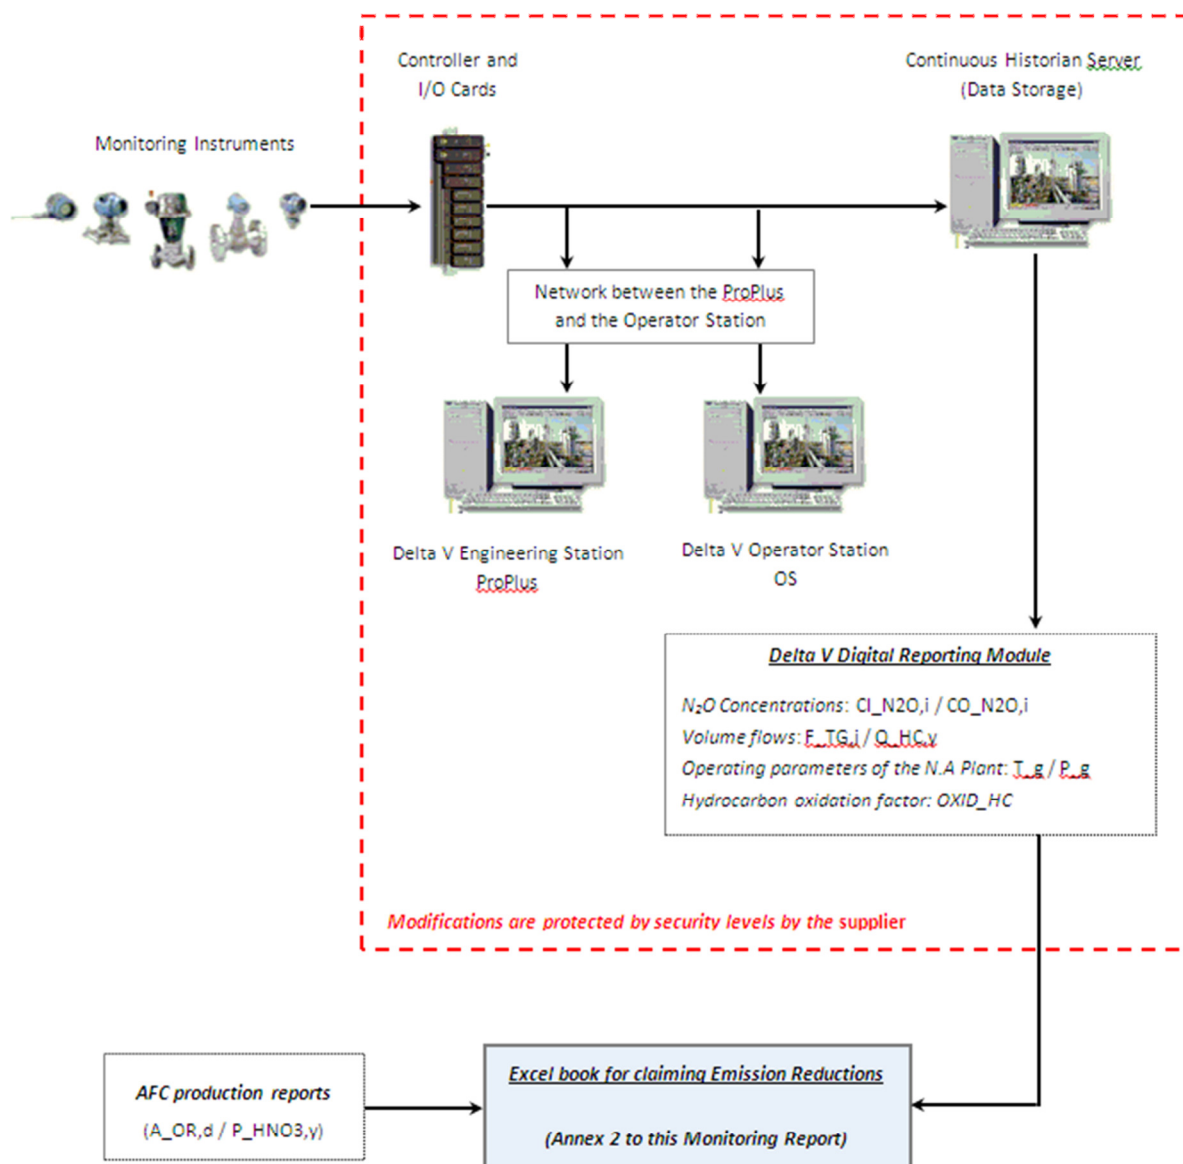 Controller and
I/O Cards
Continuous Historian Server
(Data Storage)
Monitoring Instruments
Network between the ProPlus
and the Operator Station
Delta V Engineering Station
ProPlus
Delta V Operator Station
OS
Delta V Digital Reporting Module
N₂O Concentrations: CI_N2O,i / CO_N2O,i
Volume flows: F_TG,i / Q_HC,y
Operating parameters of the N.A Plant: T_g / P_g
Hydrocarbon oxidation factor: OXID_HC
Modifications are protected by security levels by the supplier
AFC production reports
(A_OR,d / P_HNO3,y)
Excel book for claiming Emission Reductions
(Annex 2 to this Monitoring Report)